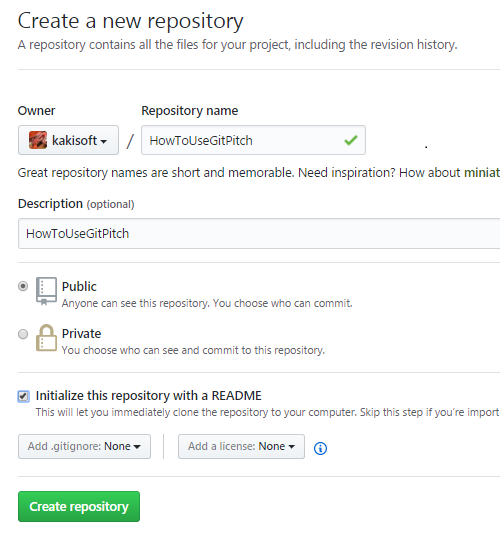 Create a new repository
A repository contains all the files for your project, including the revision history.
Owner Repository name
kakisoft / HowToUseGitPitch .
Great repository names are short and memorable. Need inspiration? How about miniat
Description (optional)
HowToUseGitPitch
Public
Anyone can see this repository. You choose who can commit.
Private
You choose who can see and commit to this repository.
Initialize this repository with a README
This will let you immediately clone the repository to your computer. Skip this step if you're import
Add .gitignore: None Add a license: None
Create repository